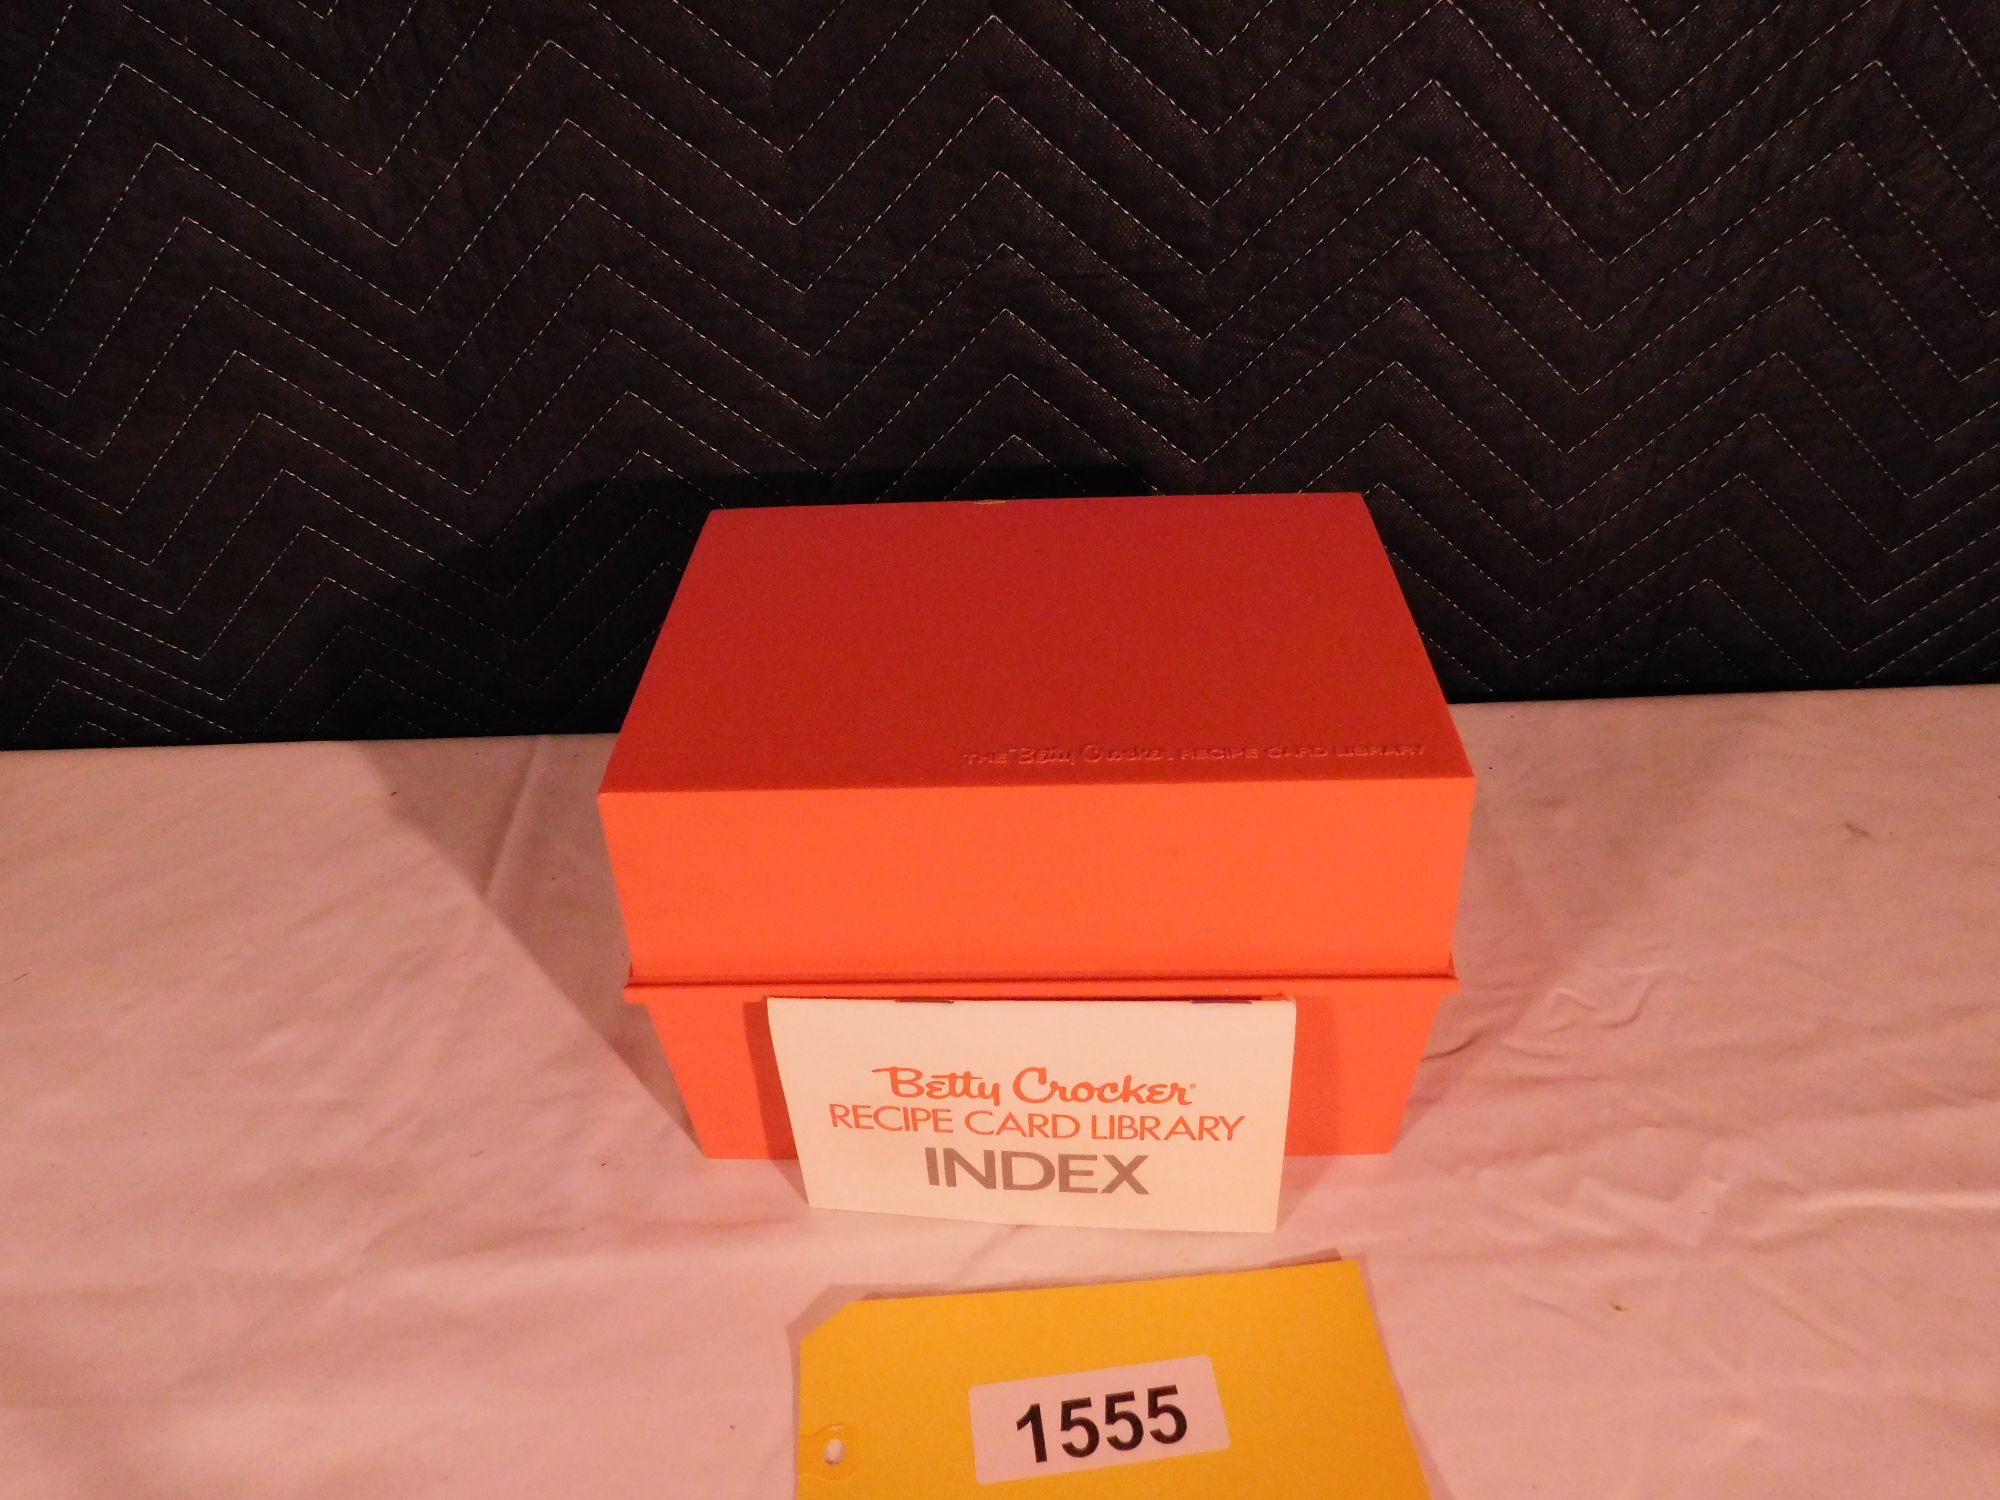 THE Betty Crocker. RECIPE CARD LIBRARY
Betty Crocker®
RECIPE CARD LIBRARY
INDEX
1555